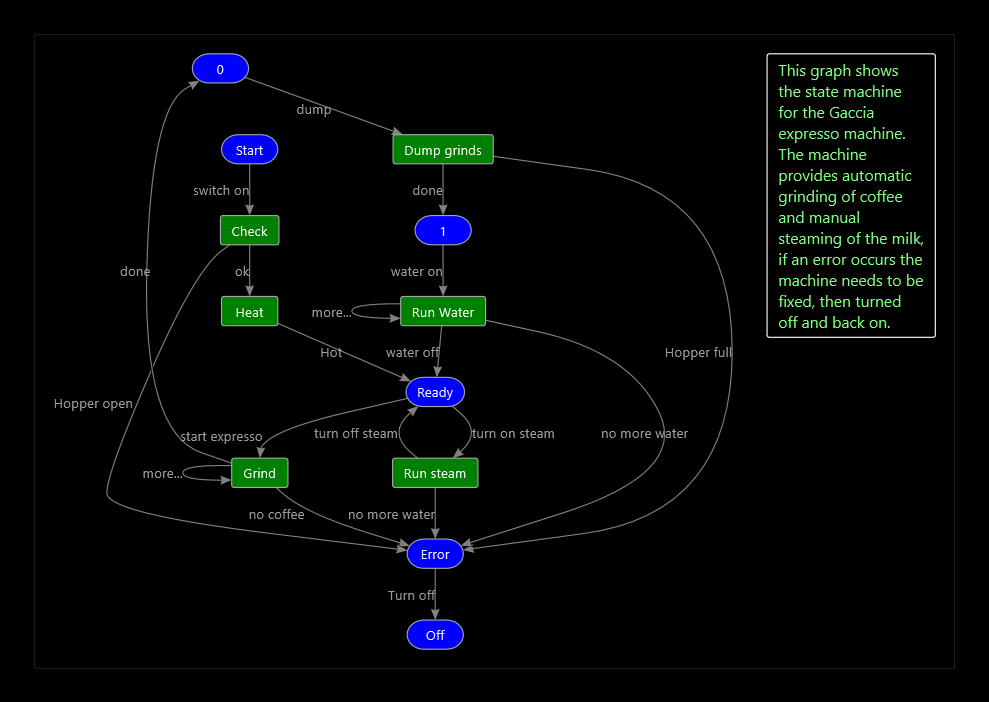 0
This graph shows
the state machine
for the Gaccia
expresso machine.
The machine
provides automatic
grinding of coffee
and manual
steaming of the milk,
if an error occurs the
machine needs to be
fixed, then turned
off and back on.
dump
Start
Dump grinds
switch on
done
Check
1
done
ok
water on
Heat
more...
Run Water
Hot
water off
Hopper full
Ready
Hopper open
start expresso
turn off steam
turn on steam
no more water
more...
Grind
Run steam
no coffee
no more water
Error
Turn off
Off